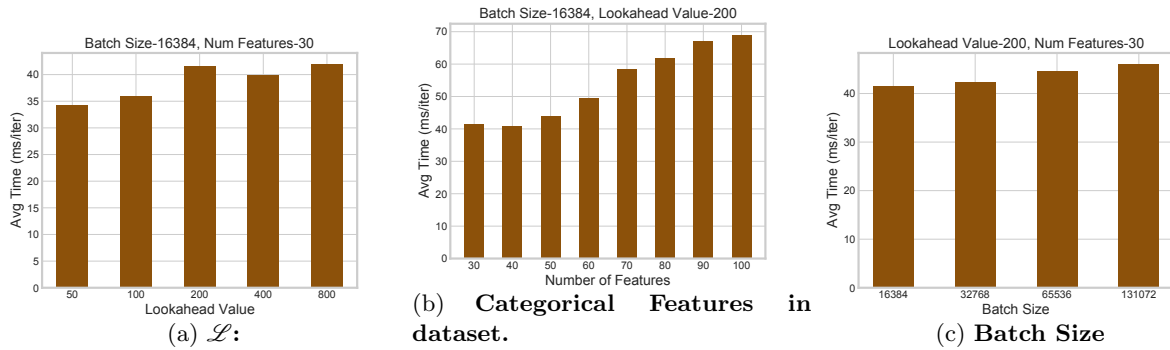 Batch Size-16384, Num Features-30
Avg Time (ms/iter)
40
35
30
25
20
15
10
5
0
50 100 200 400 800
Lookahead Value
(a) ℒ:
Batch Size-16384, Lookahead Value-200
Avg Time (ms/iter)
70
60
50
40
30
20
10
0
30 40 50 60 70 80 90 100
Number of Features
(b) Categorical Features in
dataset.
Lookahead Value-200, Num Features-30
Avg Time (ms/iter)
40
30
20
10
0
16384 32768 65536 131072
Batch Size
(c) Batch Size